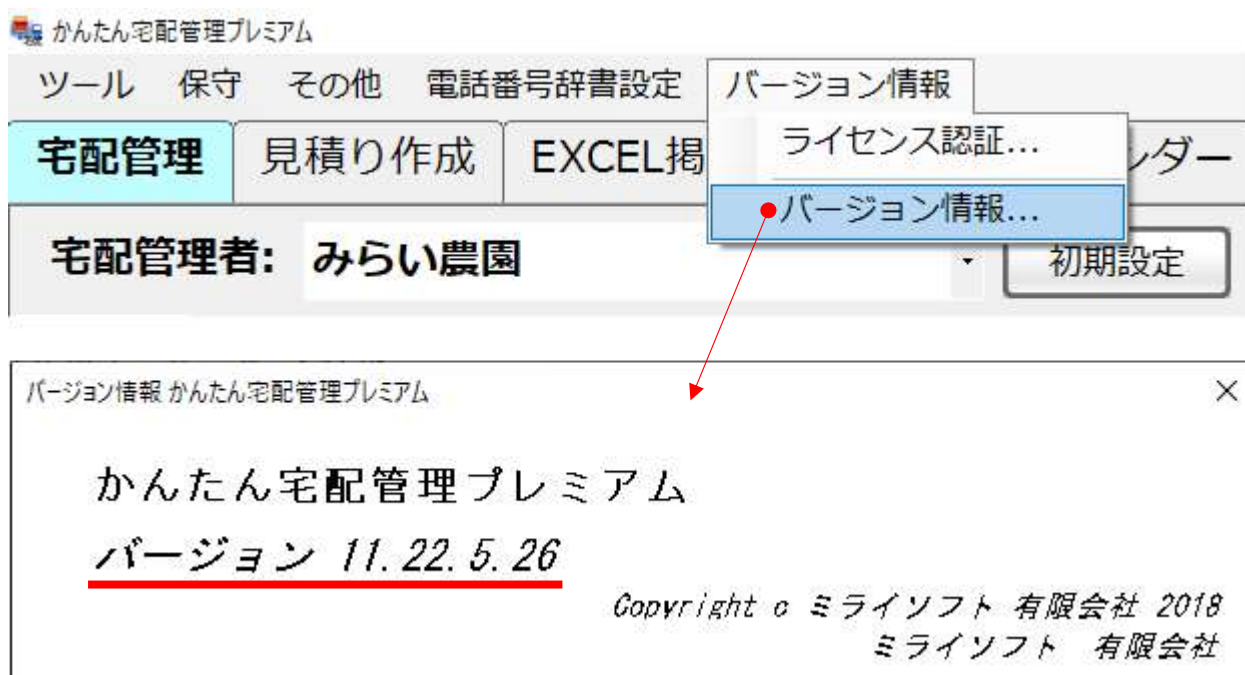 かんたん宅配管理プレミアム
ツール 保守 その他 電話番号辞書設定 バージョン情報
ライセンス認証...
宅配管理 見積り作成 EXCEL掲 ンダー
バージョン情報...
宅配管理者: みらい農園 初期設定
バージョン情報 かんたん宅配管理プレミアム
かんたん宅配管理プレミアム
バージョン 11.22.5.26
Copyright c ミライソフト 有限会社 2018
ミライソフト 有限会社